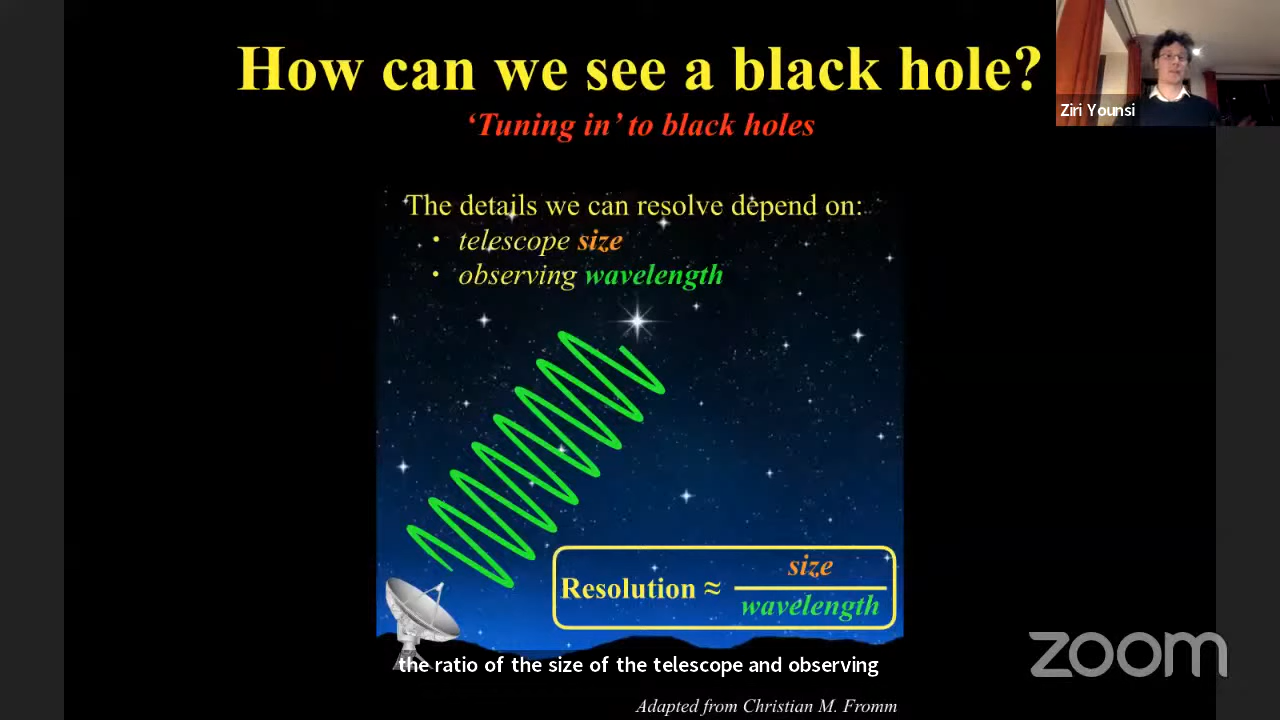 How can we see a black hole?
‘Tuning in’ to black holes
Ziri Younsi
The details we can resolve depend on:
• telescope size
• observing wavelength
Resolution ≈ size
wavelength
the ratio of the size of the telescope and observing
zoom
Adapted from Christian M. Fromm